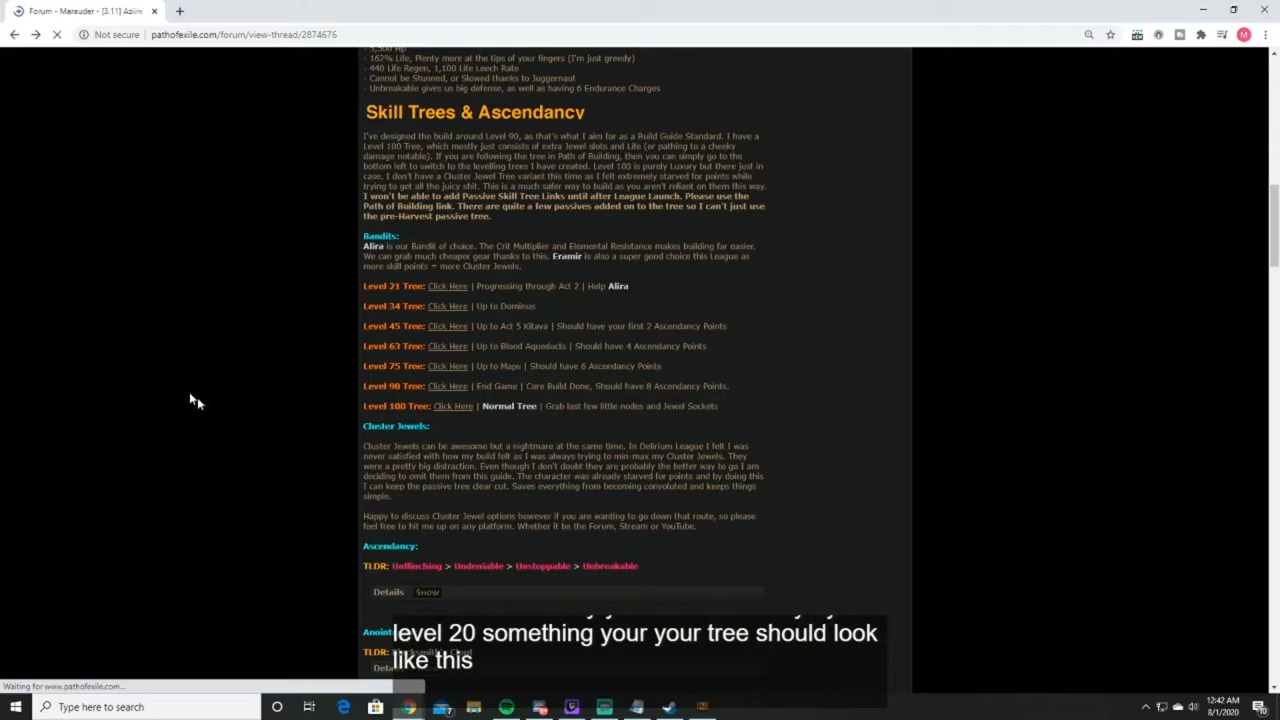 Forum - Marauder - [3.11] Azire
Not secure | pathofexile.com/forum/view-thread/2874676
- 5,500 HP
- 162% Life, Plenty more at the tips of your fingers (I'm just greedy)
- 440 Life Regen, 1,100 Life Leech Rate
- Cannot be Stunned, or Slowed thanks to Juggernaut
- Unbreakable gives us big defense, as well as having 6 Endurance Charges
Skill Trees & Ascendancy
I've designed the build around Level 90, as that's what I aim for as a Build Guide Standard. I have a
Level 100 Tree, which mostly just consists of extra Jewel slots and Life (or pathing to a cheeky
damage notable). If you are following the tree in Path of Building, then you can simply go to the
bottom left to switch to the levelling trees I have created. Level 100 is purely Luxury but there just in
case. I don't have a Cluster Jewel Tree variant this time as I felt extremely starved for points while
trying to get all the juicy shit. This is a much safer way to build as you aren't reliant on them this way.
I won't be able to add Passive Skill Tree Links until after League Launch. Please use the
Path of Building link. There are quite a few passives added on to the tree so I can't just use
the pre-Harvest passive tree.
Bandits:
Alira is our Bandit of choice. The Crit Multiplier and Elemental Resistance makes building far easier.
We can grab much cheaper gear thanks to this. Eramir is also a super good choice this League as
more skill points = more Cluster Jewels.
Level 21 Tree: Click Here | Progressing through Act 2 | Help Alira
Level 34 Tree: Click Here | Up to Dominus
Level 45 Tree: Click Here | Up to Act 5 Kitava | Should have your first 2 Ascendancy Points
Level 63 Tree: Click Here | Up to Blood Aqueducts | Should have 4 Ascendancy Points
Level 75 Tree: Click Here | Up to Maps | Should have 6 Ascendancy Points
Level 90 Tree: Click Here | End Game | Core Build Done, Should have 8 Ascendancy Points.
Level 100 Tree: Click Here | Normal Tree | Grab last few little nodes and Jewel Sockets
Cluster Jewels:
Cluster Jewels can be awesome but a nightmare at the same time. In Delirium League I felt I was
never satisfied with how my build felt as I was always trying to min-max my Cluster Jewels. They
were a pretty big distraction. Even though I don't doubt they are probably the better way to go I am
deciding to omit them from this guide. The character was already starved for points and by doing this
I can keep the passive tree clear cut. Saves everything from becoming convoluted and keeps things
simple.
Happy to discuss Cluster Jewel options however if you are wanting to go down that route, so please
feel free to hit me up on any platform. Whether it be the Forum, Stream or YouTube.
Ascendancy:
TLDR: Unflinching > Undeniable > Unstoppable > Unbreakable
Details SHOW
level 20 something your your tree should look
like this
Anoint
TLDR:
Deta
Waiting for www.pathofexile.com...
Type here to search
12:42 AM
8/1/2020